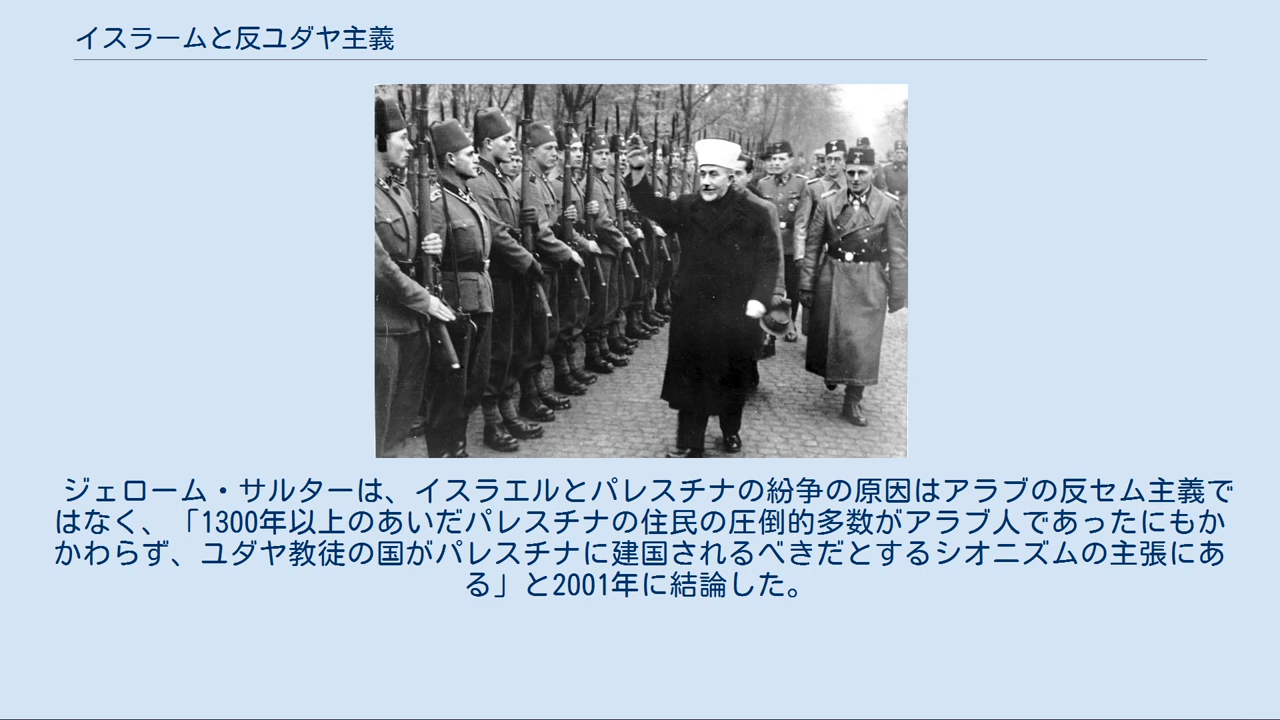 イスラームと反ユダヤ主義
ジェローム・サルターは、イスラエルとパレスチナの紛争の原因はアラブの反セム主義で
はなく、「1300年以上のあいだパレスチナの住民の圧倒的多数がアラブ人であったにもか
かわらず、ユダヤ教徒の国がパレスチナに建国されるべきだとするシオニズムの主張にあ
る」と2001年に結論した。